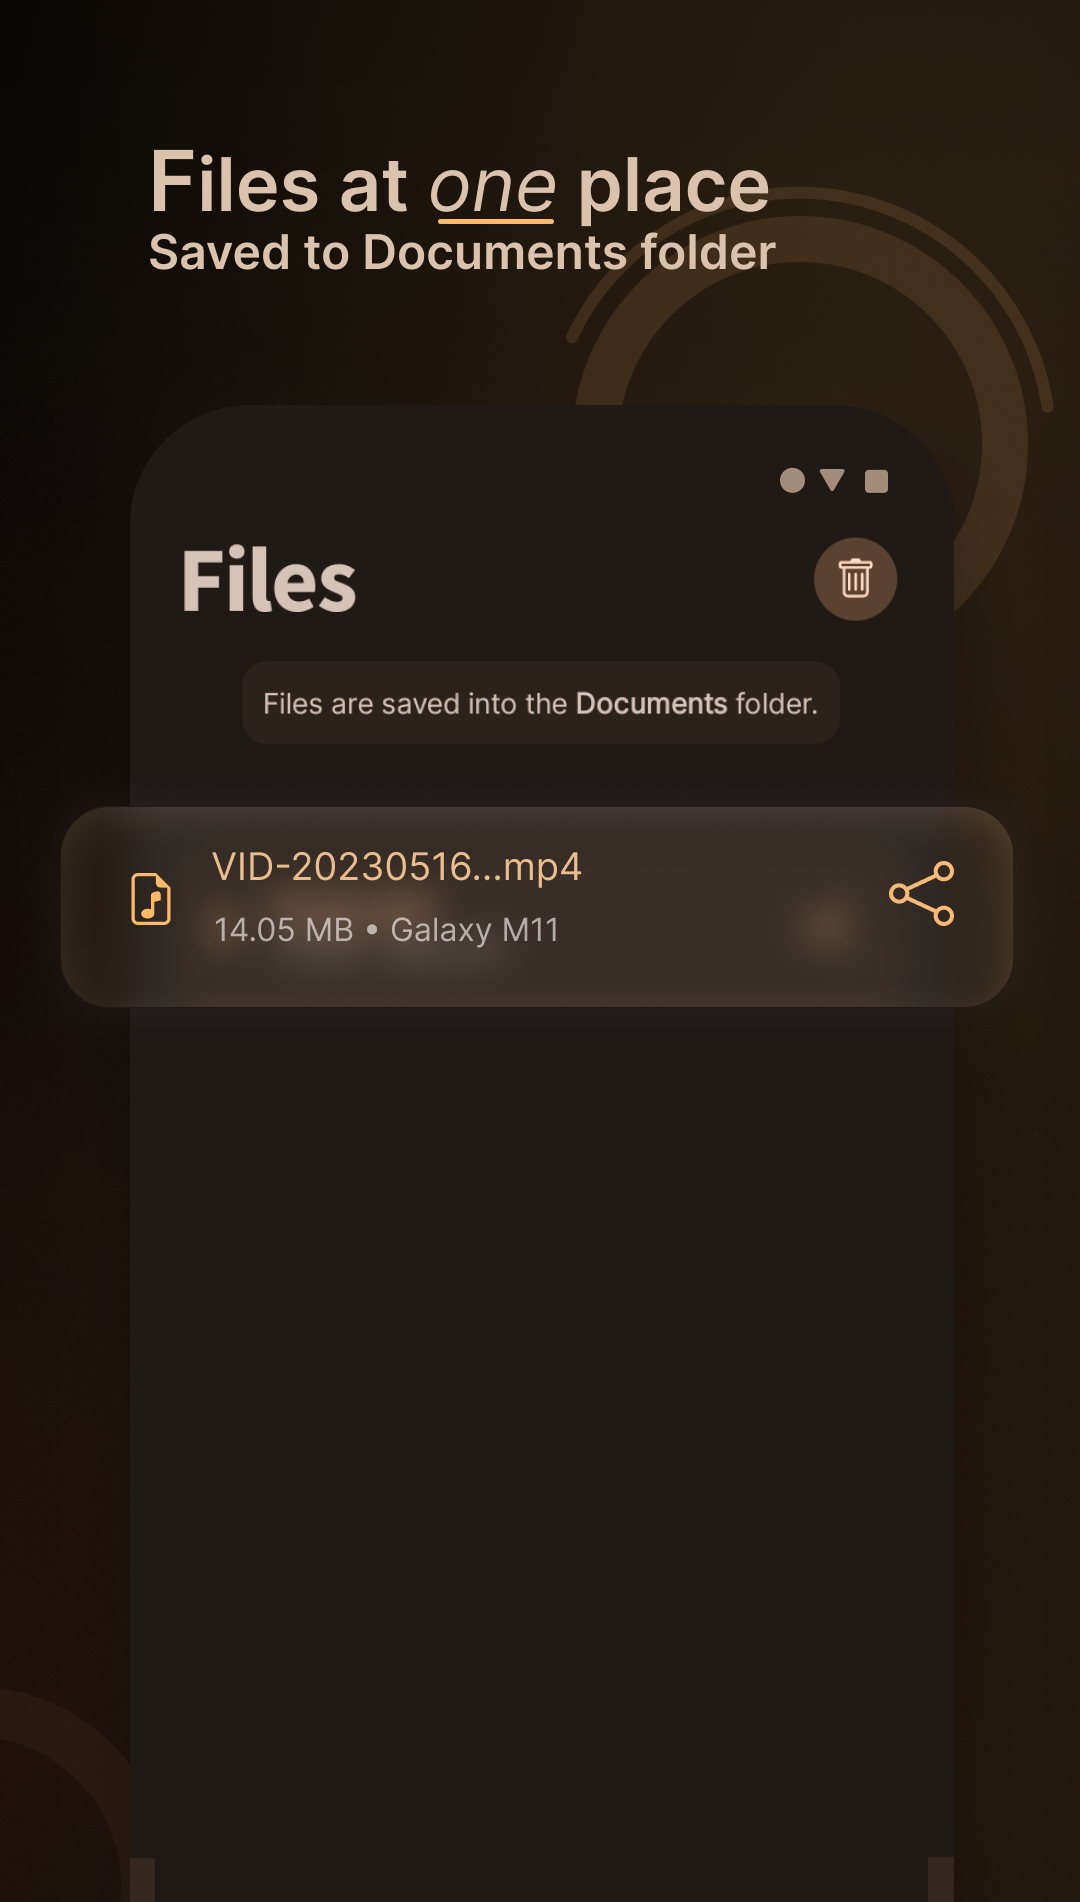 Files at one place
Saved to Documents folder
Files
Files are saved into the Documents folder.
VID-20230516...mp4
14.05 MB • Galaxy M11